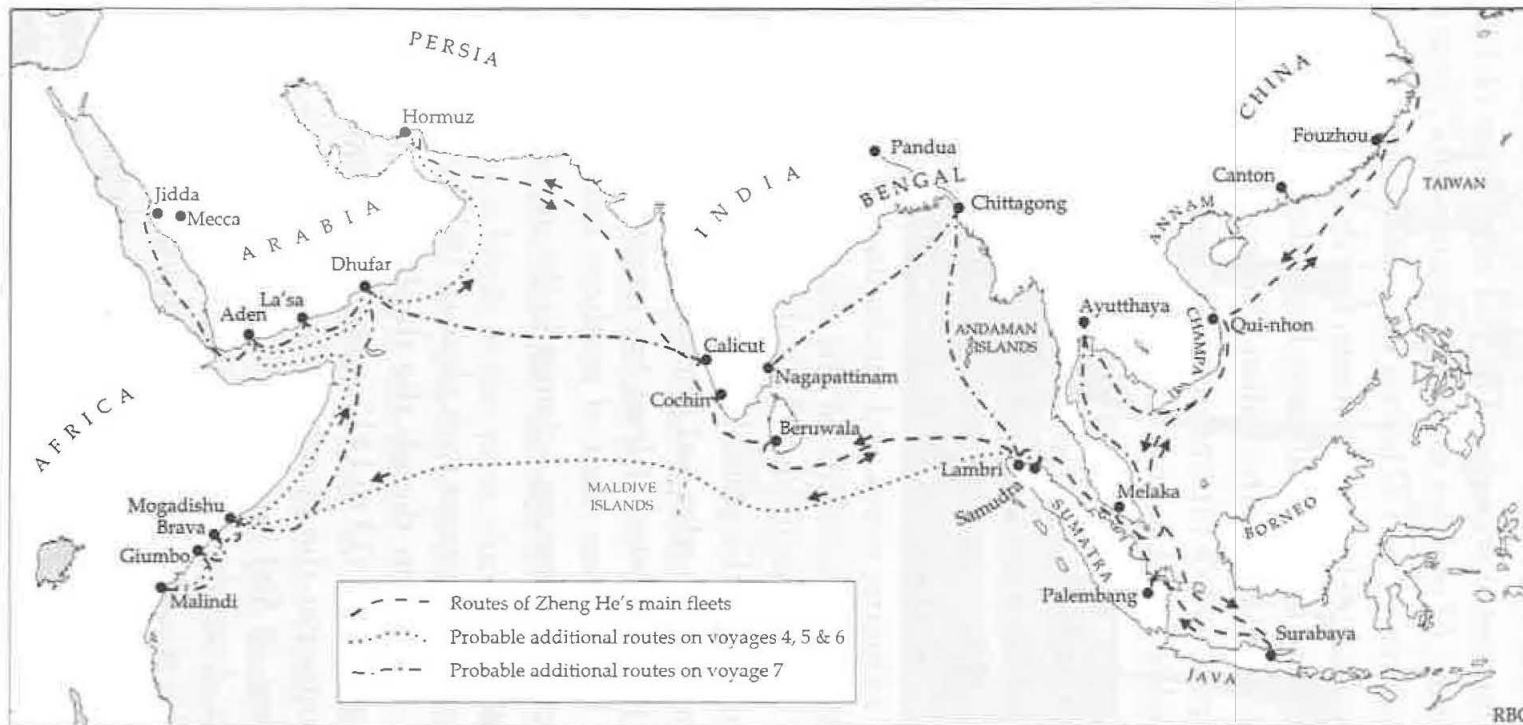 PERSIA
CHINA
Hormuz
Pandua
Fouzhou
BENGAL
Canton
TAIWAN
Jidda
Mecca
INDIA
Chittagong
ANNAM
ARABIA
Dhufar
La'sa
Aden
Ayutthaya
CHAMPA
Qui-nhon
ANDAMAN
ISLANDS
Calicut
Nagapattinam
Cochin
AFRICA
Beruwala
Lambri
Samudra
Melaka
MALDIVE
ISLANDS
SUMATRA
BORNEO
Mogadishu
Brava
Giumbo
Malindi
Palembang
Surabaya
JAVA
Routes of Zheng He's main fleets
Probable additional routes on voyages 4, 5 & 6
Probable additional routes on voyage 7